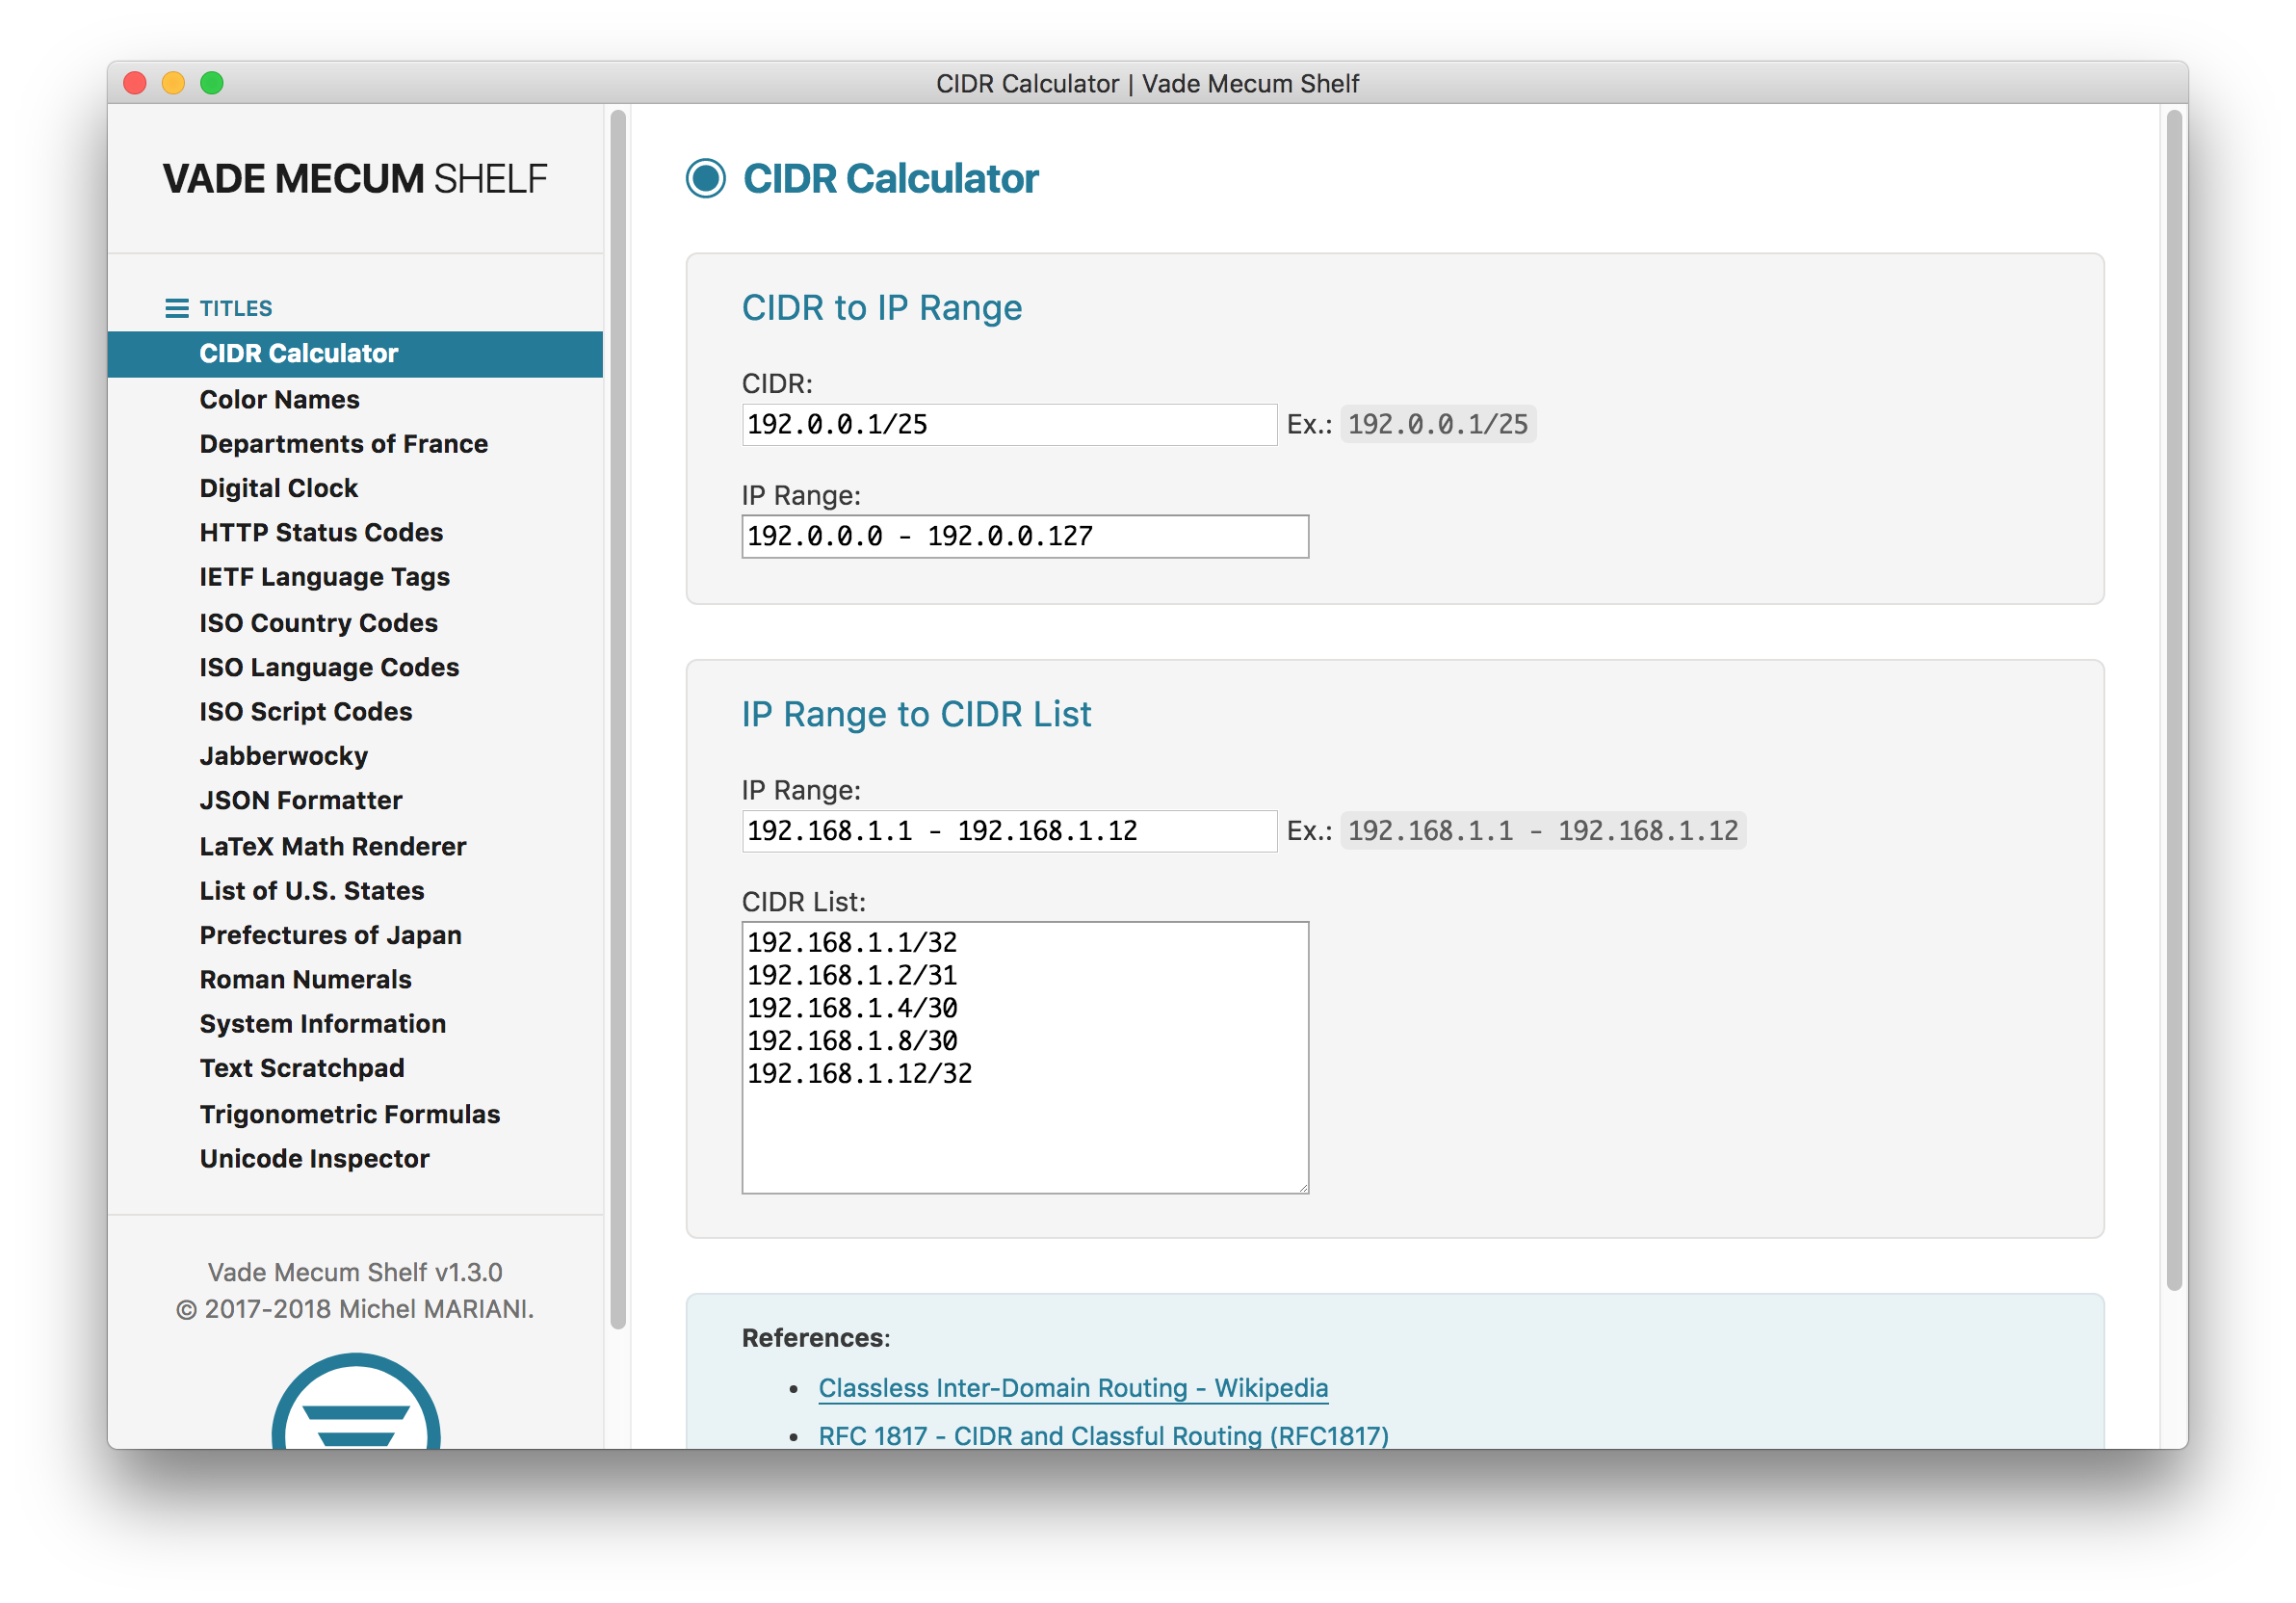 CIDR Calculator | Vade Mecum Shelf
VADE MECUM SHELF
TITLES
CIDR Calculator
Color Names
Departments of France
Digital Clock
HTTP Status Codes
IETF Language Tags
ISO Country Codes
ISO Language Codes
ISO Script Codes
Jabberwocky
JSON Formatter
LaTeX Math Renderer
List of U.S. States
Prefectures of Japan
Roman Numerals
System Information
Text Scratchpad
Trigonometric Formulas
Unicode Inspector
Vade Mecum Shelf v1.3.0
© 2017-2018 Michel MARIANI.
CIDR Calculator
CIDR to IP Range
CIDR:
192.0.0.1/25 Ex.: 192.0.0.1/25
IP Range:
192.0.0.0 - 192.0.0.127
IP Range to CIDR List
IP Range:
192.168.1.1 - 192.168.1.12 Ex.: 192.168.1.1 - 192.168.1.12
CIDR List:
192.168.1.1/32
192.168.1.2/31
192.168.1.4/30
192.168.1.8/30
192.168.1.12/32
References:
• Classless Inter-Domain Routing - Wikipedia
• RFC 1817 - CIDR and Classful Routing (RFC1817)